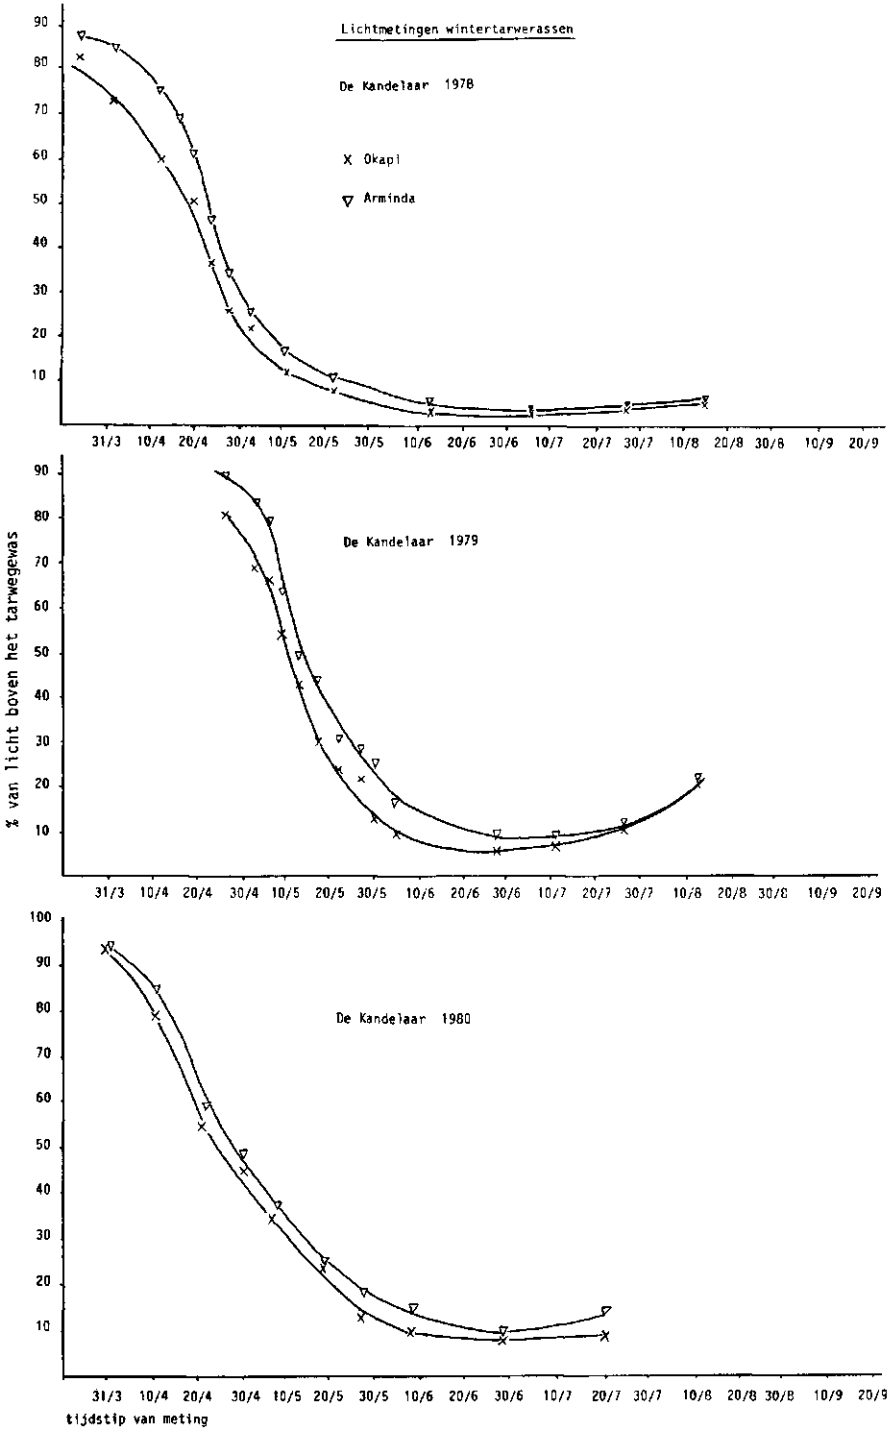 Lichtmetingen wintertarwerassen
De Kandelaar 1978
x Okapi
▽ Arminda
90
80
70
60
50
40
30
20
10
31/3 10/4 20/4 30/4 10/5 20/5 30/5 10/6 20/6 30/6 10/7 20/7 30/7 10/8 20/8 30/8 10/9 20/9
% van licht boven het tarwegewas
De Kandelaar 1979
90
80
70
60
50
40
30
20
10
31/3 10/4 20/4 30/4 10/5 20/5 30/5 10/6 20/6 30/6 10/7 20/7 30/7 10/8 20/8 30/8 10/9 20/9
De Kandelaar 1980
100
90
80
70
60
50
40
30
20
10
31/3 10/4 20/4 30/4 10/5 20/5 30/5 10/6 20/6 30/6 10/7 20/7 30/7 10/8 20/8 30/8 10/9 20/9
tijdstip van meting